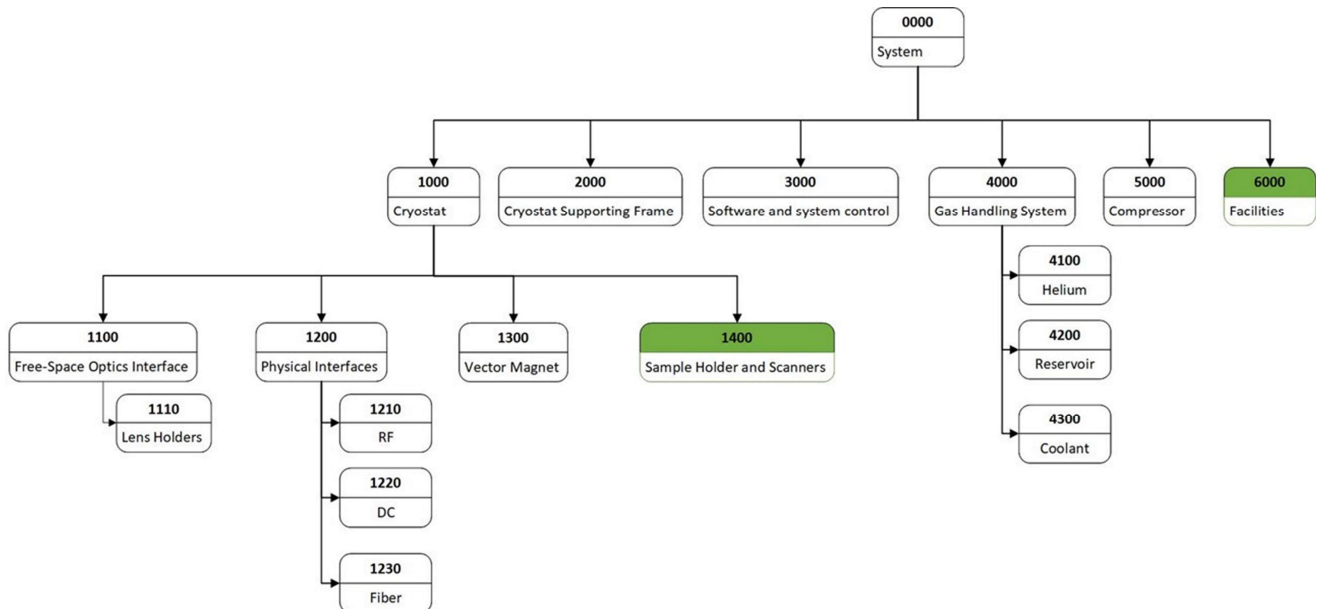 0000
System
1000
Cryostat
2000
Cryostat Supporting Frame
3000
Software and system control
4000
Gas Handling System
5000
Compressor
6000
Facilities
4100
Helium
4200
Reservoir
4300
Coolant
1100
Free-Space Optics Interface
1200
Physical Interfaces
1300
Vector Magnet
1400
Sample Holder and Scanners
1110
Lens Holders
1210
RF
1220
DC
1230
Fiber